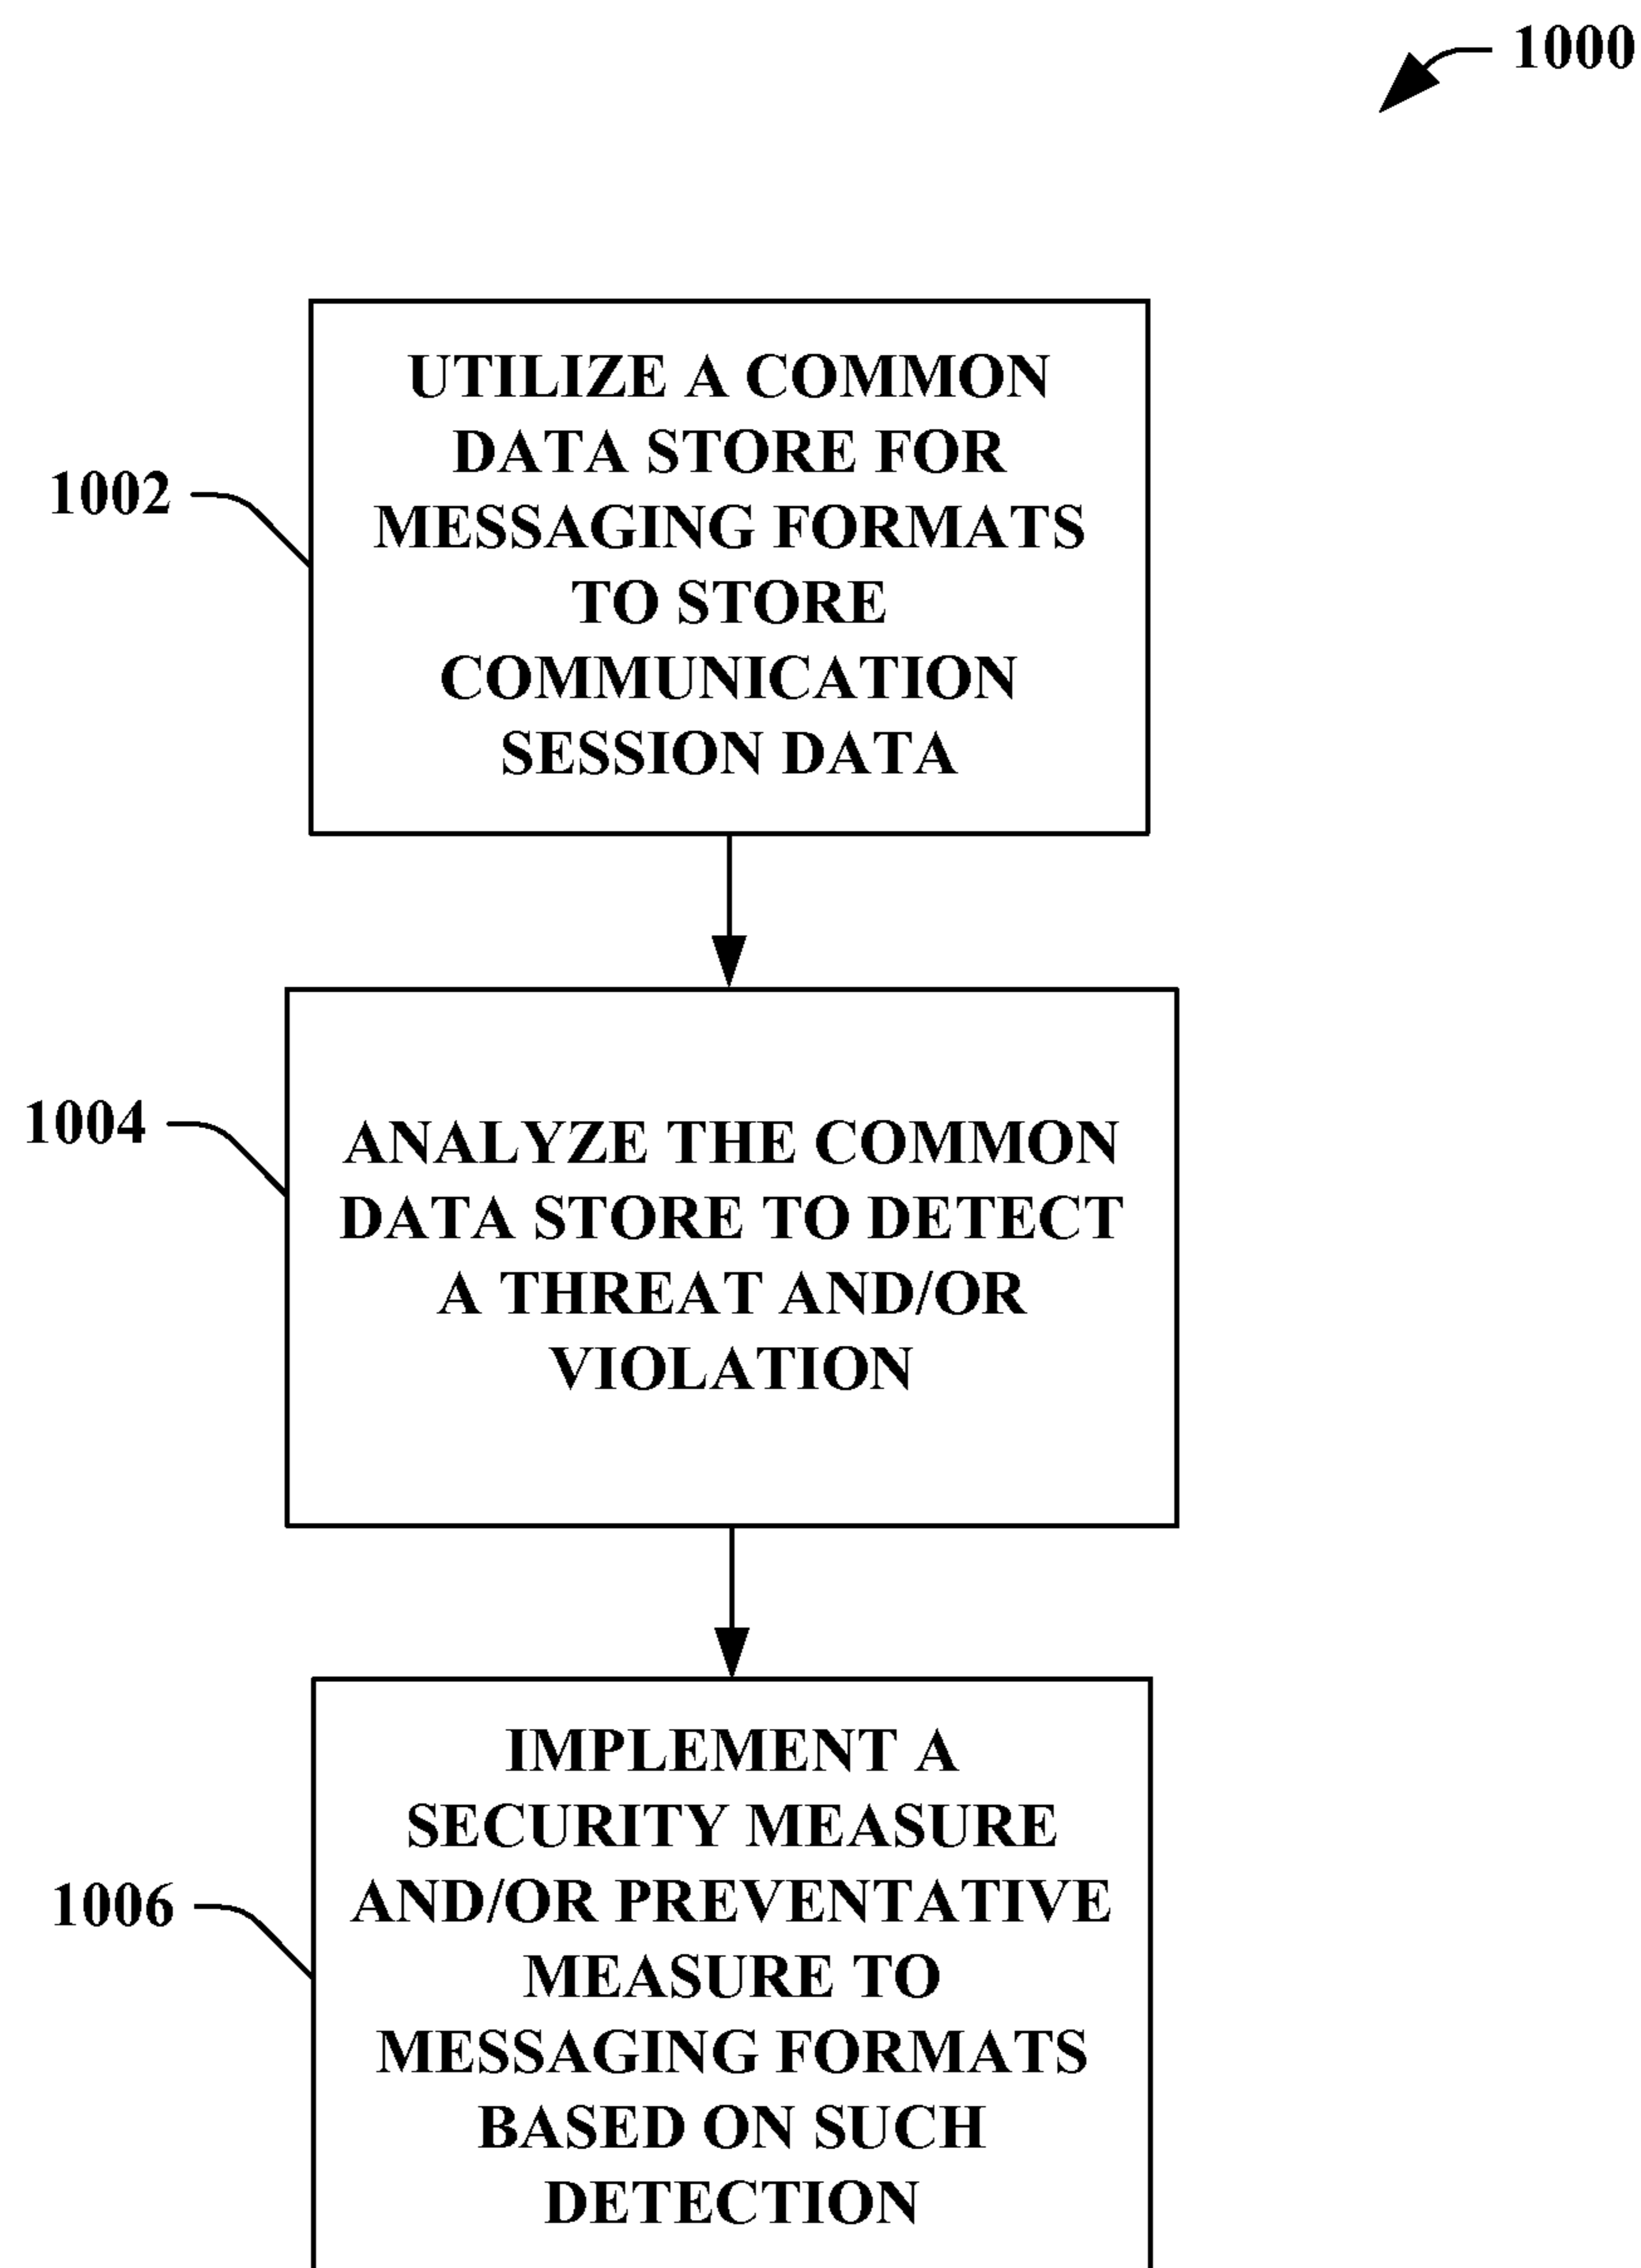 1000
UTILIZE A COMMON
DATA STORE FOR
MESSAGING FORMATS
TO STORE
COMMUNICATION
SESSION DATA
1002
ANALYZE THE COMMON
DATA STORE TO DETECT
A THREAT AND/OR
VIOLATION
1004
IMPLEMENT A
SECURITY MEASURE
AND/OR PREVENTATIVE
MEASURE TO
MESSAGING FORMATS
BASED ON SUCH
DETECTION
1006